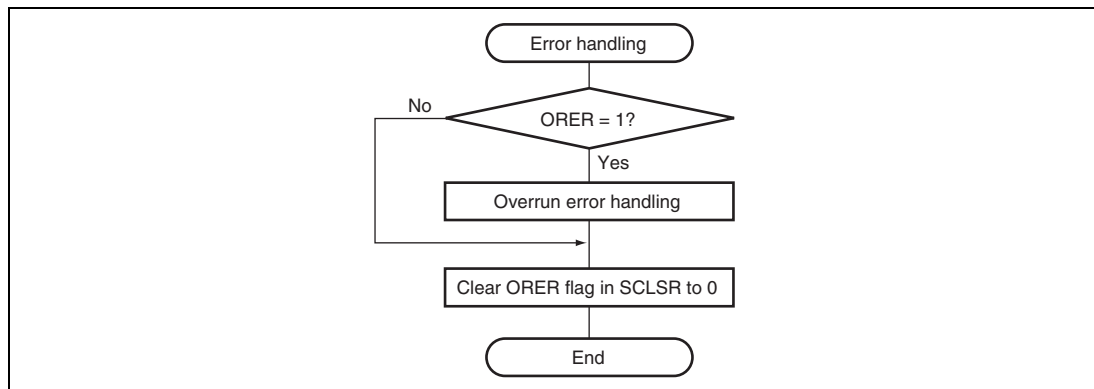 Error handling
No
ORER = 1?
Yes
Overrun error handling
Clear ORER flag in SCLSR to 0
End